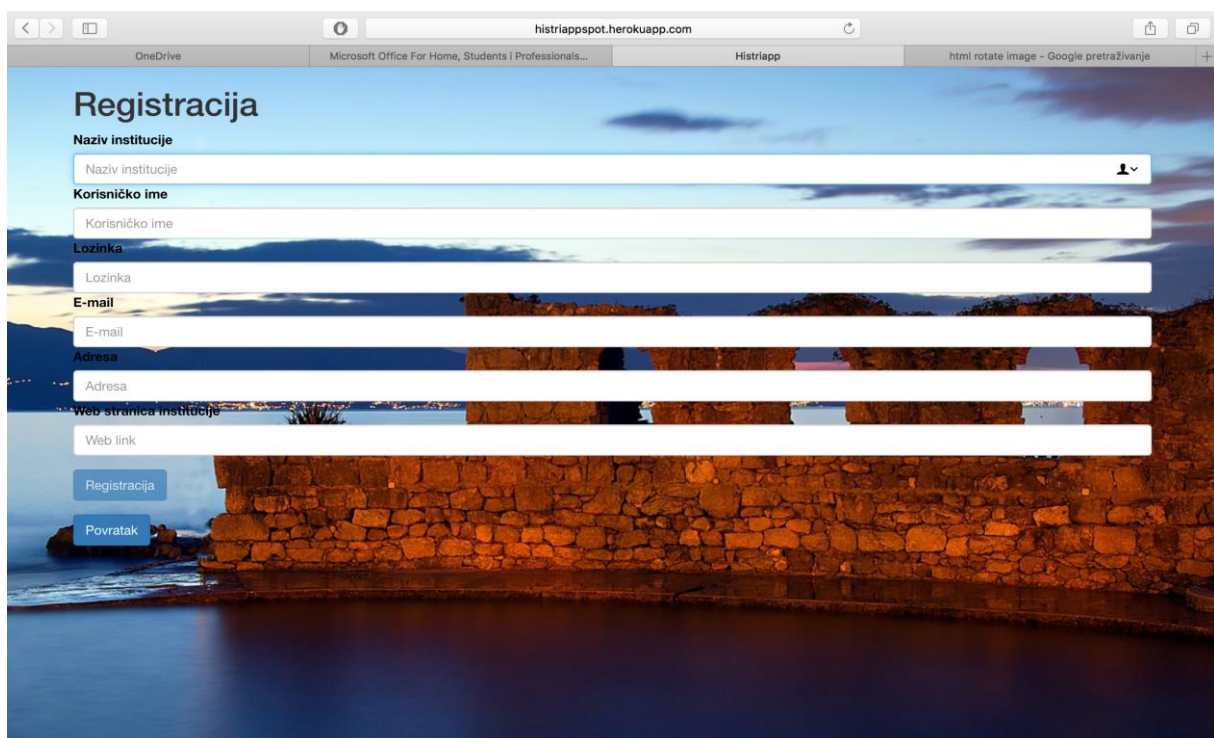 histriappspot.herokuapp.com
OneDrive
Microsoft Office For Home, Students i Professionals...
Histriapp
html rotate image - Google pretraživanje
Registracija
Naziv institucije
Naziv institucije
Korisničko ime
Korisničko ime
Lozinka
Lozinka
E-mail
E-mail
Adresa
Adresa
Web stranica institucije
Web link
Registracija
Povratak